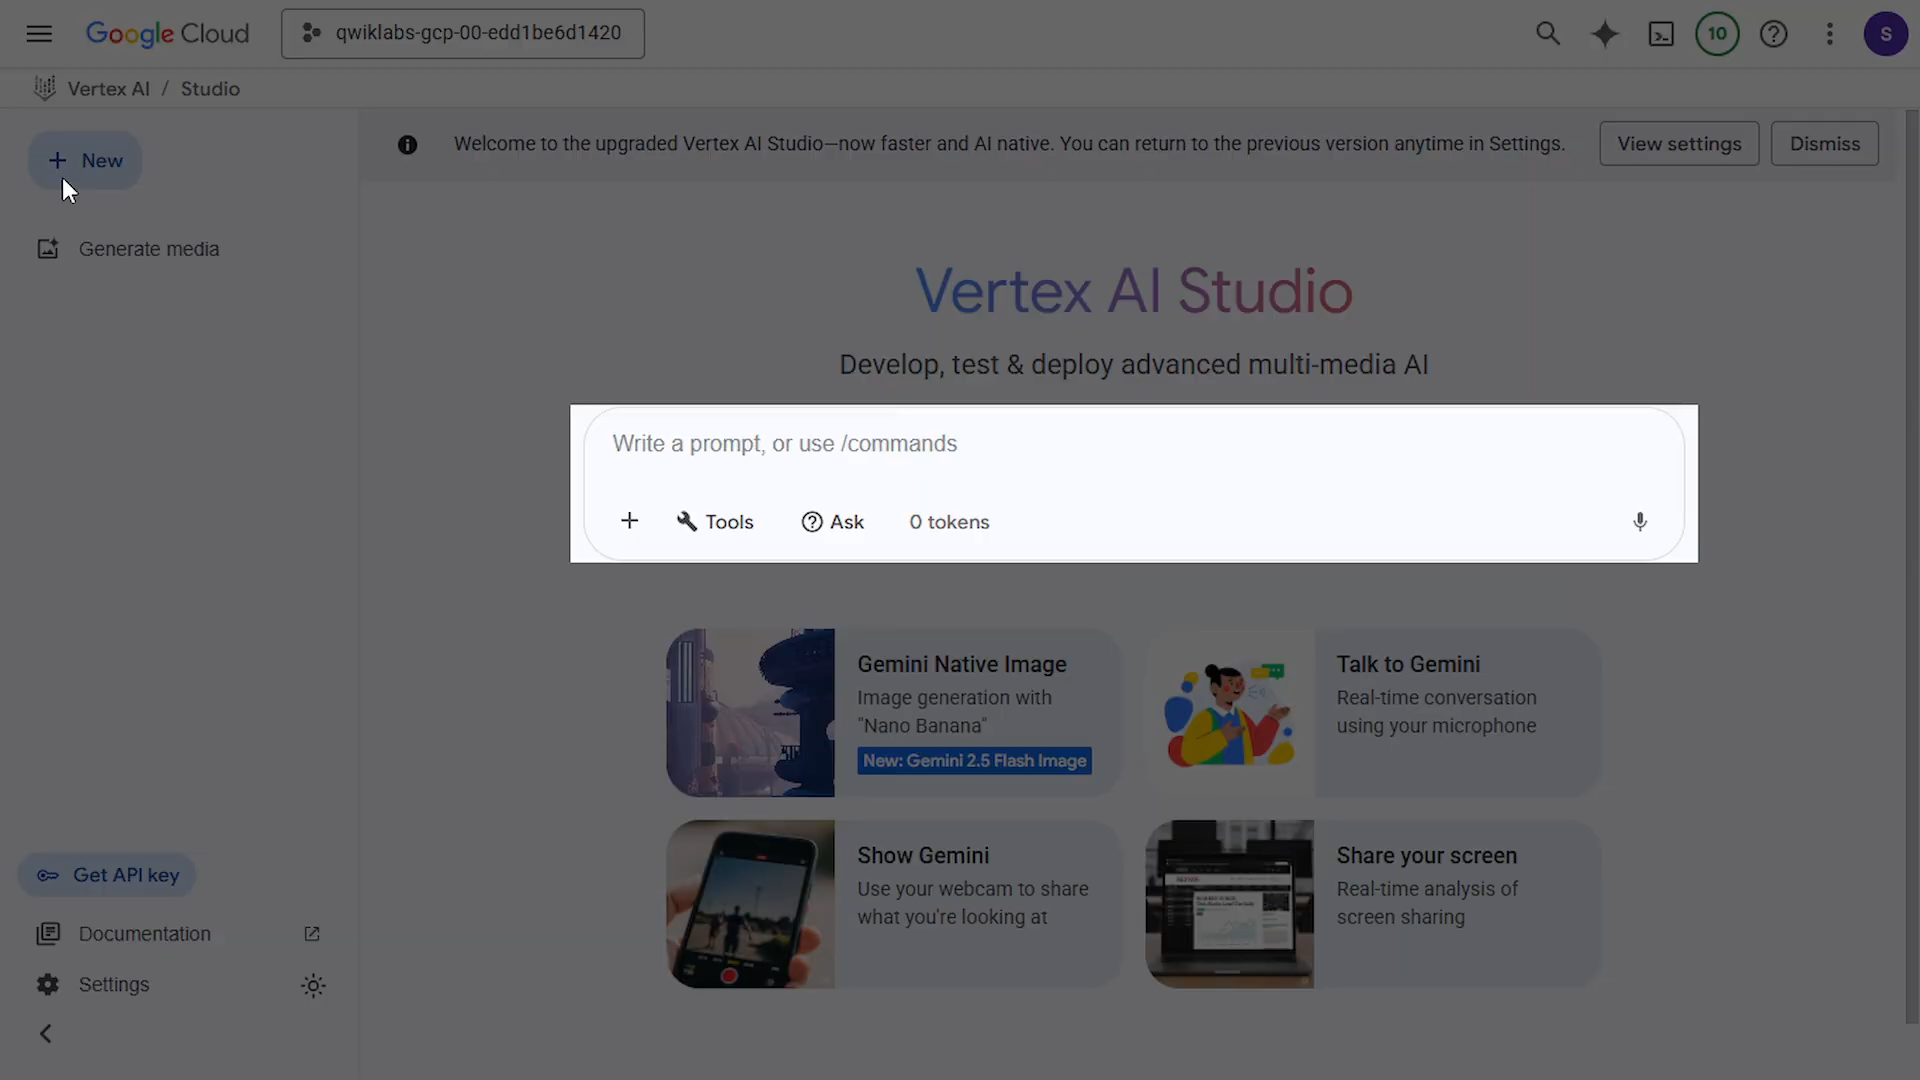 Google Cloud
qwiklabs-gcp-00-edd1be6d1420
10
S
Vertex AI / Studio
New
Generate media
Welcome to the upgraded Vertex AI Studio—now faster and AI native. You can return to the previous version anytime in Settings.
View settings
Dismiss
Vertex AI Studio
Develop, test & deploy advanced multi-media AI
Write a prompt, or use /commands
Tools
Ask
0 tokens
Gemini Native Image
Image generation with
"Nano Banana"
New: Gemini 2.5 Flash Image
Talk to Gemini
Real-time conversation
using your microphone
Show Gemini
Use your webcam to share
what you're looking at
Share your screen
Real-time analysis of
screen sharing
Get API key
Documentation
Settings